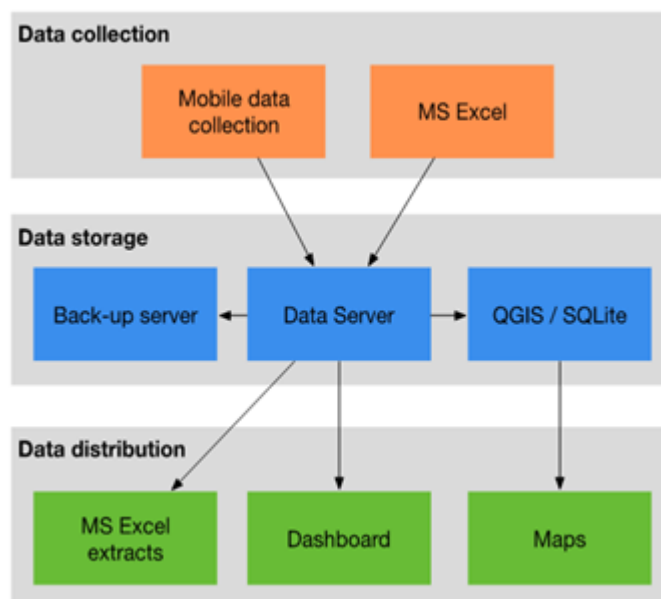 Data collection
Mobile data
collection
MS Excel
Data storage
Back-up server
Data Server
QGIS / SQLite
Data distribution
MS Excel
extracts
Dashboard
Maps